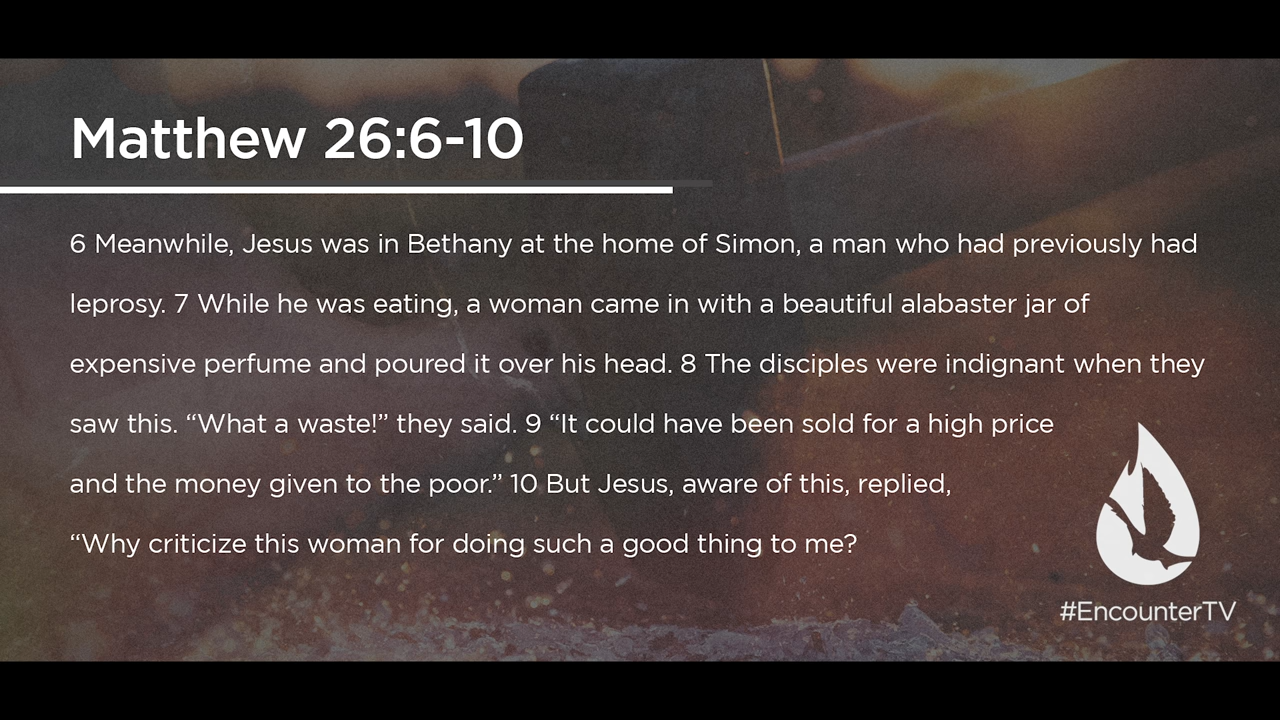 Matthew 26:6-10
6 Meanwhile, Jesus was in Bethany at the home of Simon, a man who had previously had
leprosy. 7 While he was eating, a woman came in with a beautiful alabaster jar of
expensive perfume and poured it over his head. 8 The disciples were indignant when they
saw this. “What a waste!” they said. 9 “It could have been sold for a high price
and the money given to the poor.” 10 But Jesus, aware of this, replied,
“Why criticize this woman for doing such a good thing to me?
#EncounterTV